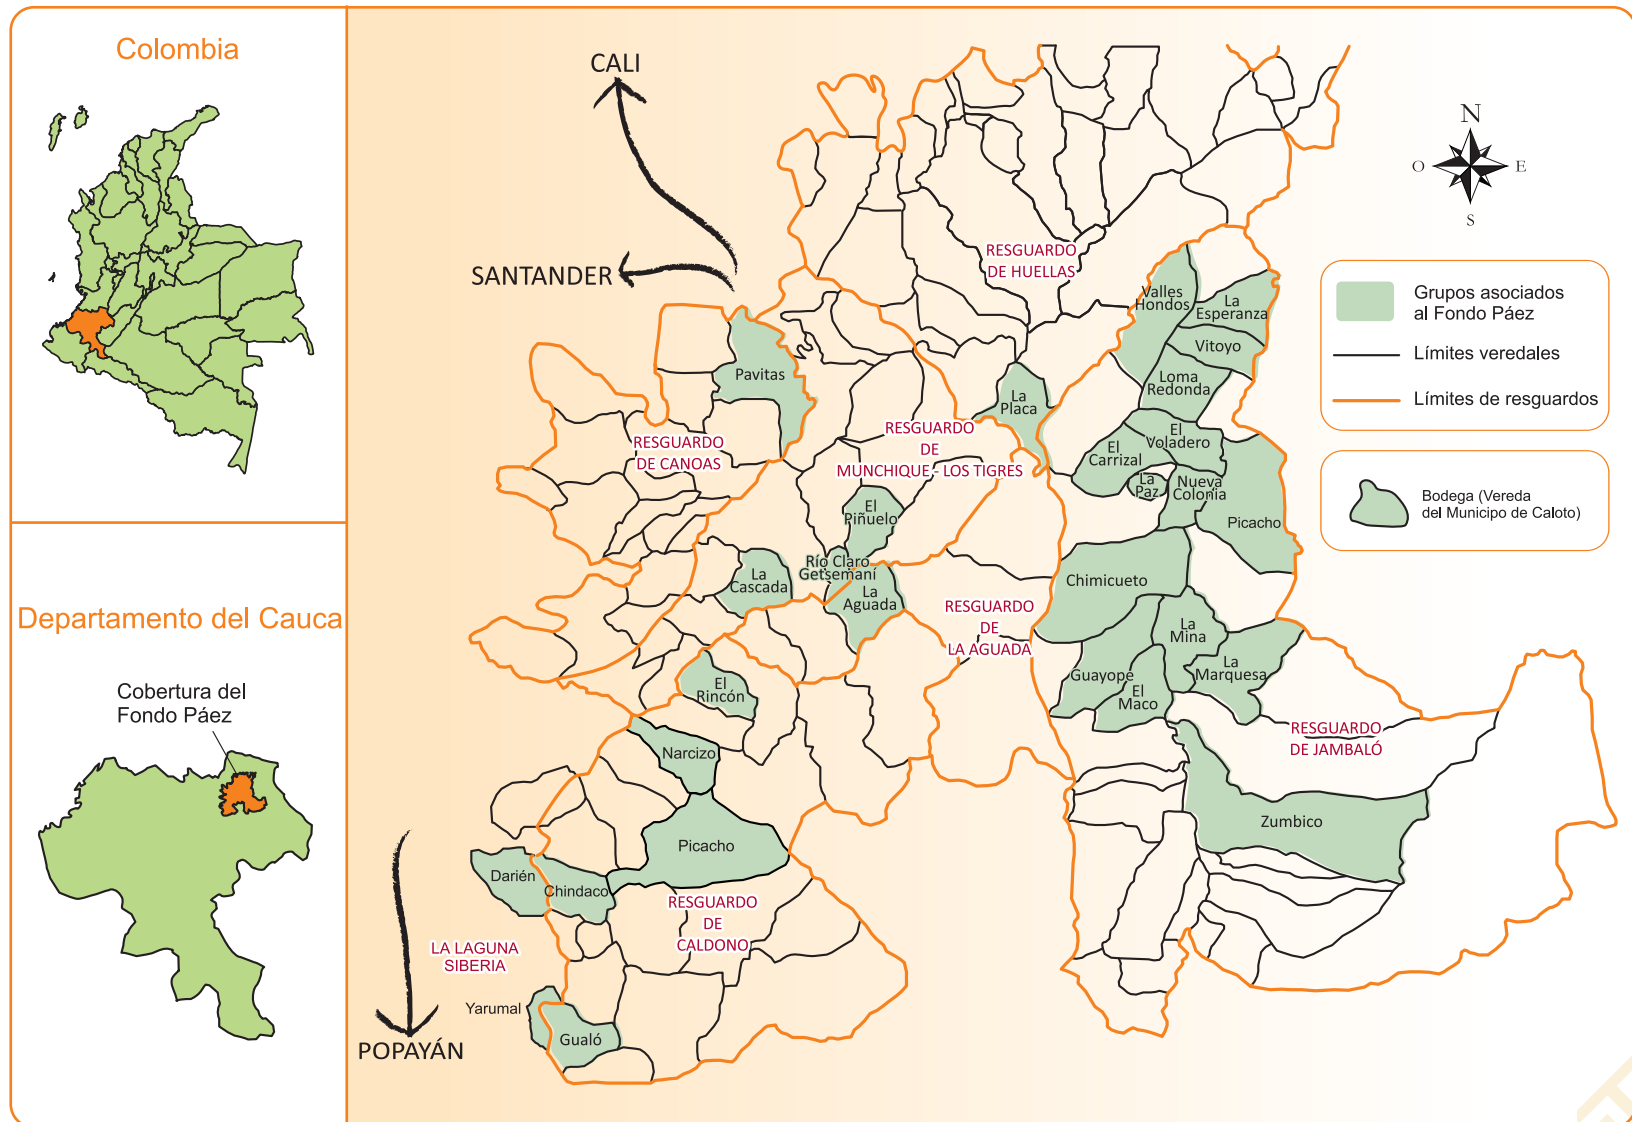 Colombia
Departamento del Cauca
Cobertura del
Fondo Páez
CALI
SANTANDER
POPAYÁN
N
O
E
S
Grupos asociados
al Fondo Páez
Límites veredales
Límites de resguardos
Bodega (Vereda
del Municipo de Caloto)
RESGUARDO
DE HUELLAS
Valles
Hondos
La
Esperanza
Vitoyo
Loma
Redonda
Pavitas
La
Placa
RESGUARDO
DE CANOAS
RESGUARDO
DE
MUNCHIQUE - LOS TIGRES
El
Voladero
El
Carrizal
La
Paz
Nueva
Colonia
Picacho
El
Piñuelo
Río Claro
Getsemaní
La
Cascada
La
Aguada
Chimicueto
RESGUARDO
DE
LA AGUADA
La
Mina
La
Marquesa
Guayope
El
Maco
El
Rincón
RESGUARDO
DE JAMBALÓ
Narcizo
Zumbico
Picacho
Darién
Chindaco
RESGUARDO
DE
CALDONO
LA LAGUNA
SIBERIA
Yarumal
Gualó